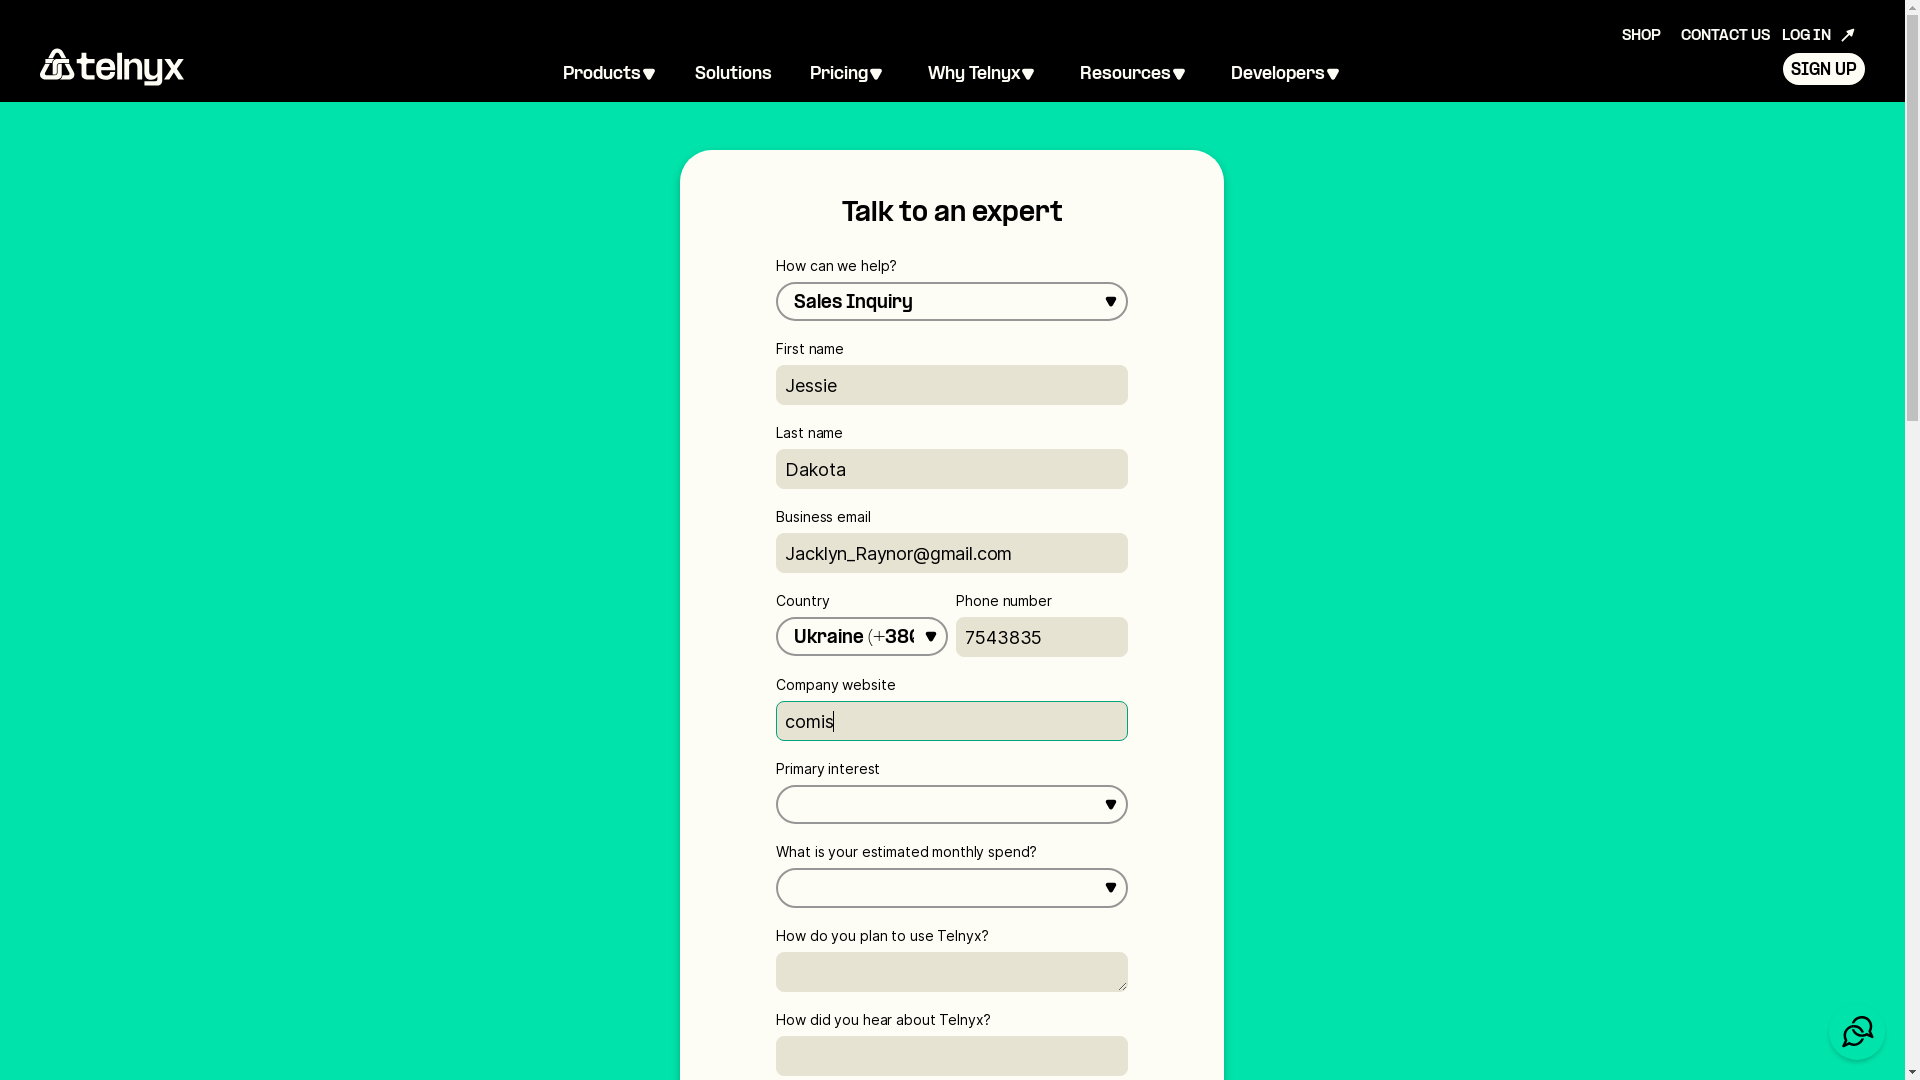 SHOP CONTACT US LOG IN
telnyx
Products Solutions Pricing Why Telnyx Resources Developers
SIGN UP
Talk to an expert
How can we help?
Sales Inquiry
First name
Jessie
Last name
Dakota
Business email
Jacklyn_Raynor@gmail.com
Country Phone number
Ukraine (+380 7543835
Company website
comis
Primary interest
What is your estimated monthly spend?
How do you plan to use Telnyx?
How did you hear about Telnyx?